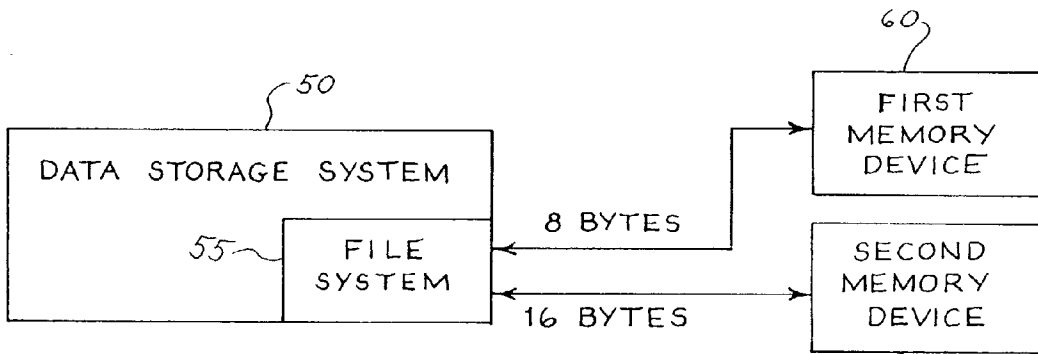 50
DATA STORAGE SYSTEM
55
FILE
SYSTEM
8 BYTES
16 BYTES
60
FIRST
MEMORY
DEVICE
SECOND
MEMORY
DEVICE